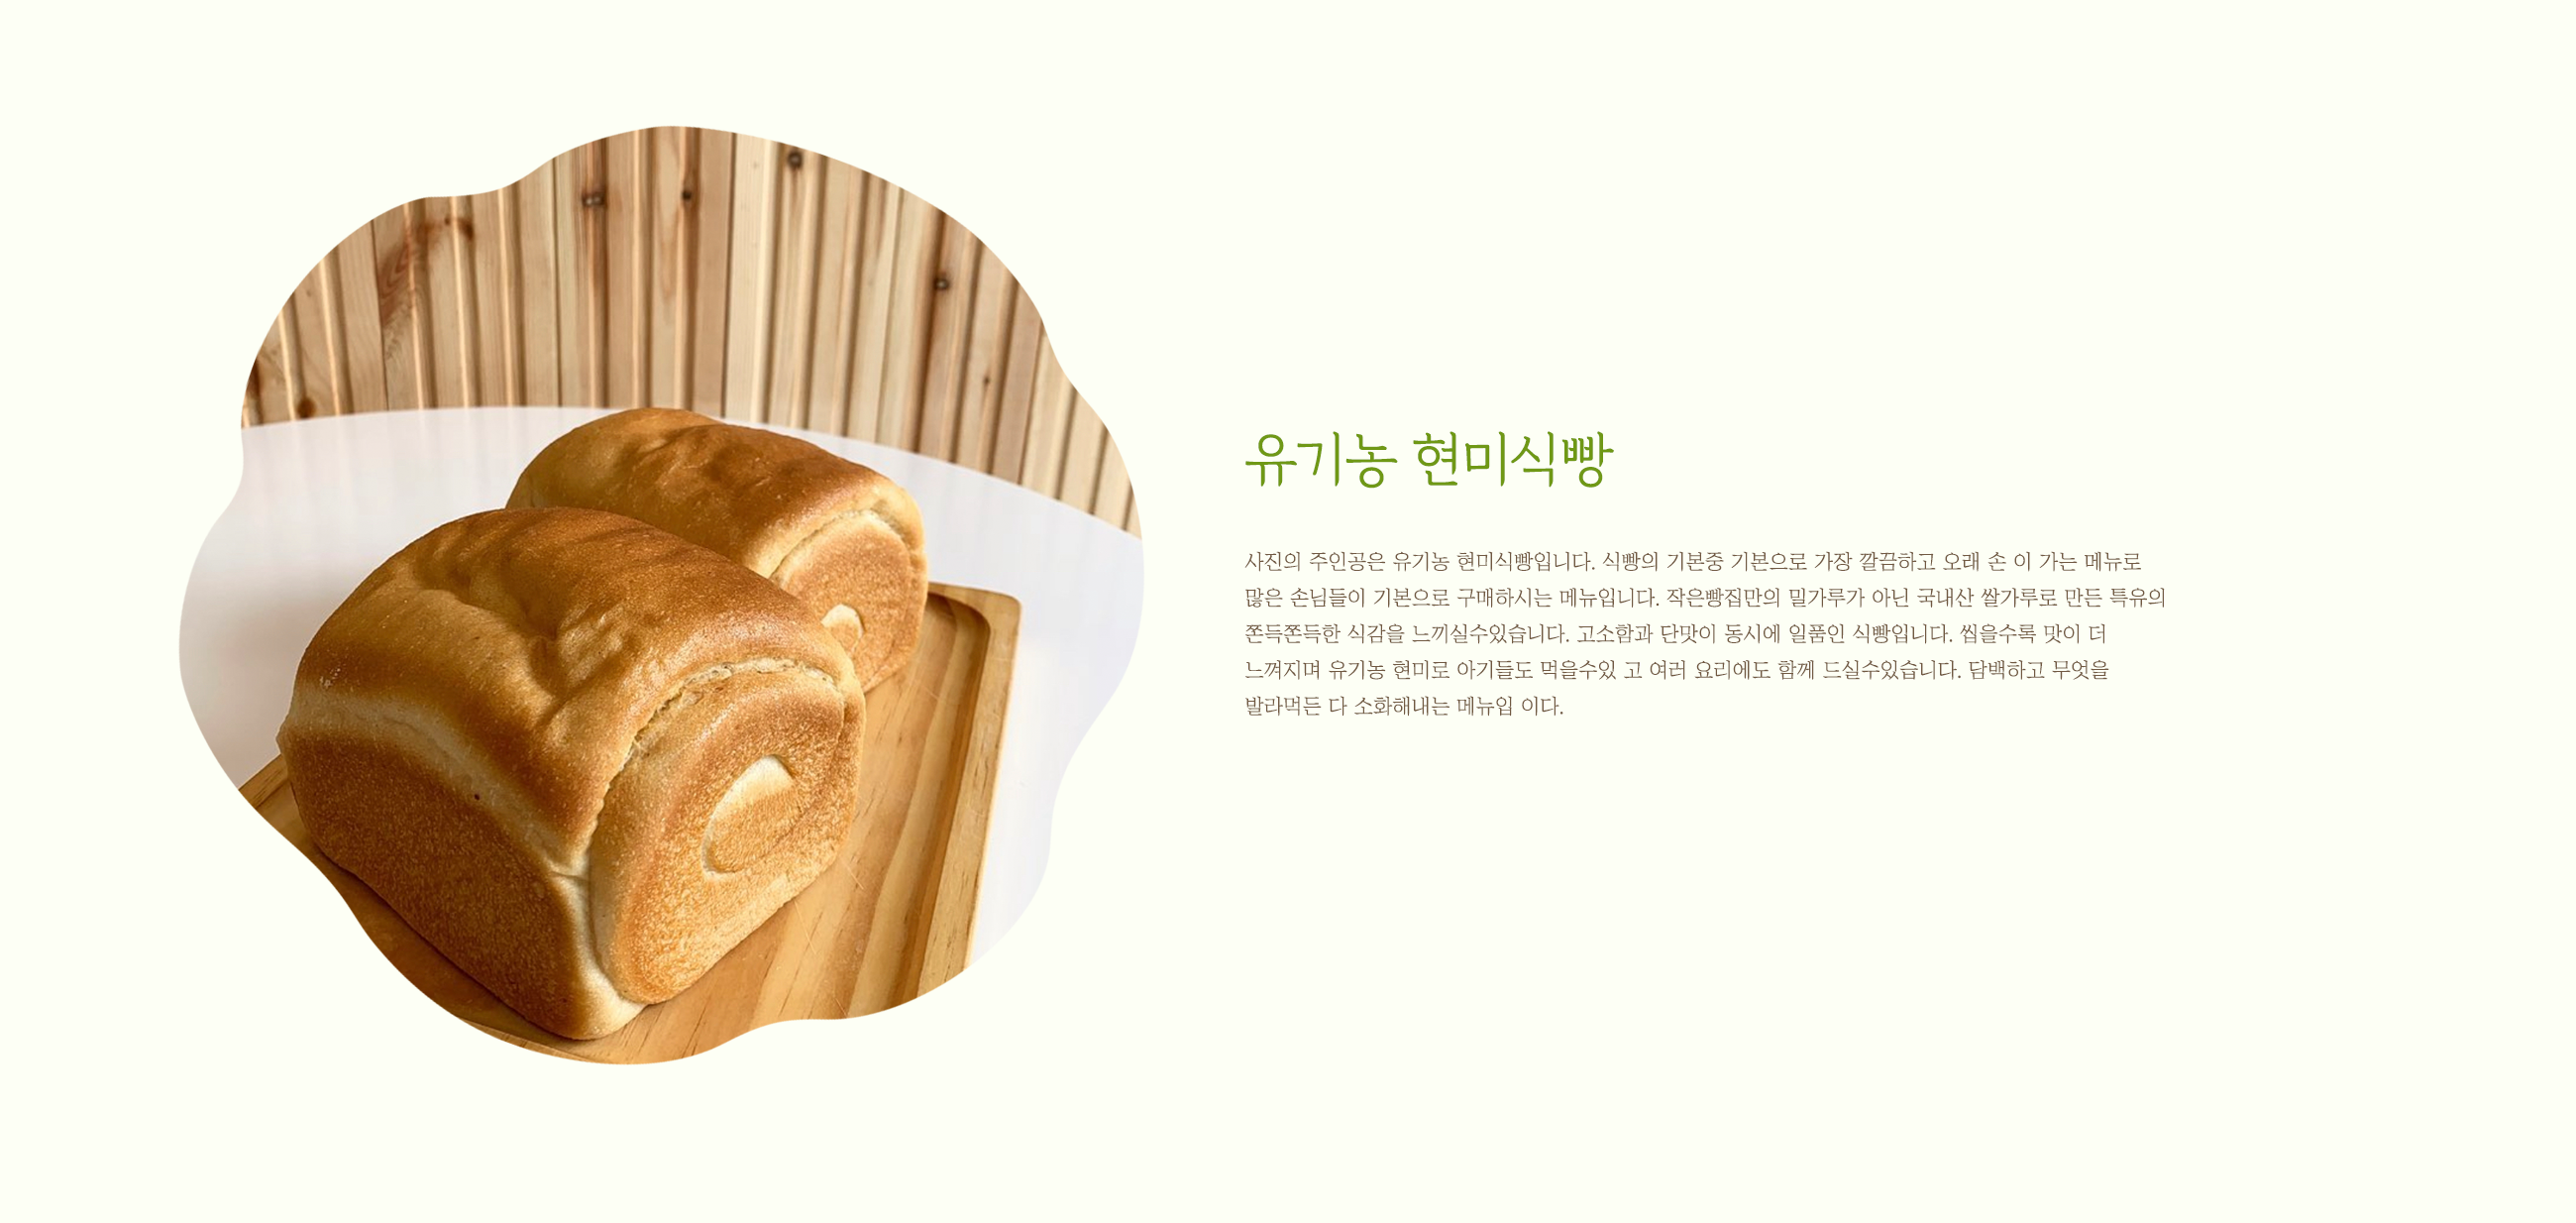 유기농 현미식빵
사진의 주인공은 유기농 현미식빵입니다. 식빵의 기본중 기본으로 가장 깔끔하고 오래 손 이 가는 메뉴로
많은 손님들이 기본으로 구매하시는 메뉴입니다. 작은빵집만의 밀가루가 아닌 국내산 쌀가루로 만든 특유의
쫀득쫀득한 식감을 느끼실수있습니다. 고소함과 단맛이 동시에 일품인 식빵입니다. 씹을수록 맛이 더
느껴지며 유기농 현미로 아기들도 먹을수있 고 여러 요리에도 함께 드실수있습니다. 담백하고 무엇을
발라먹든 다 소화해내는 메뉴입 이다.